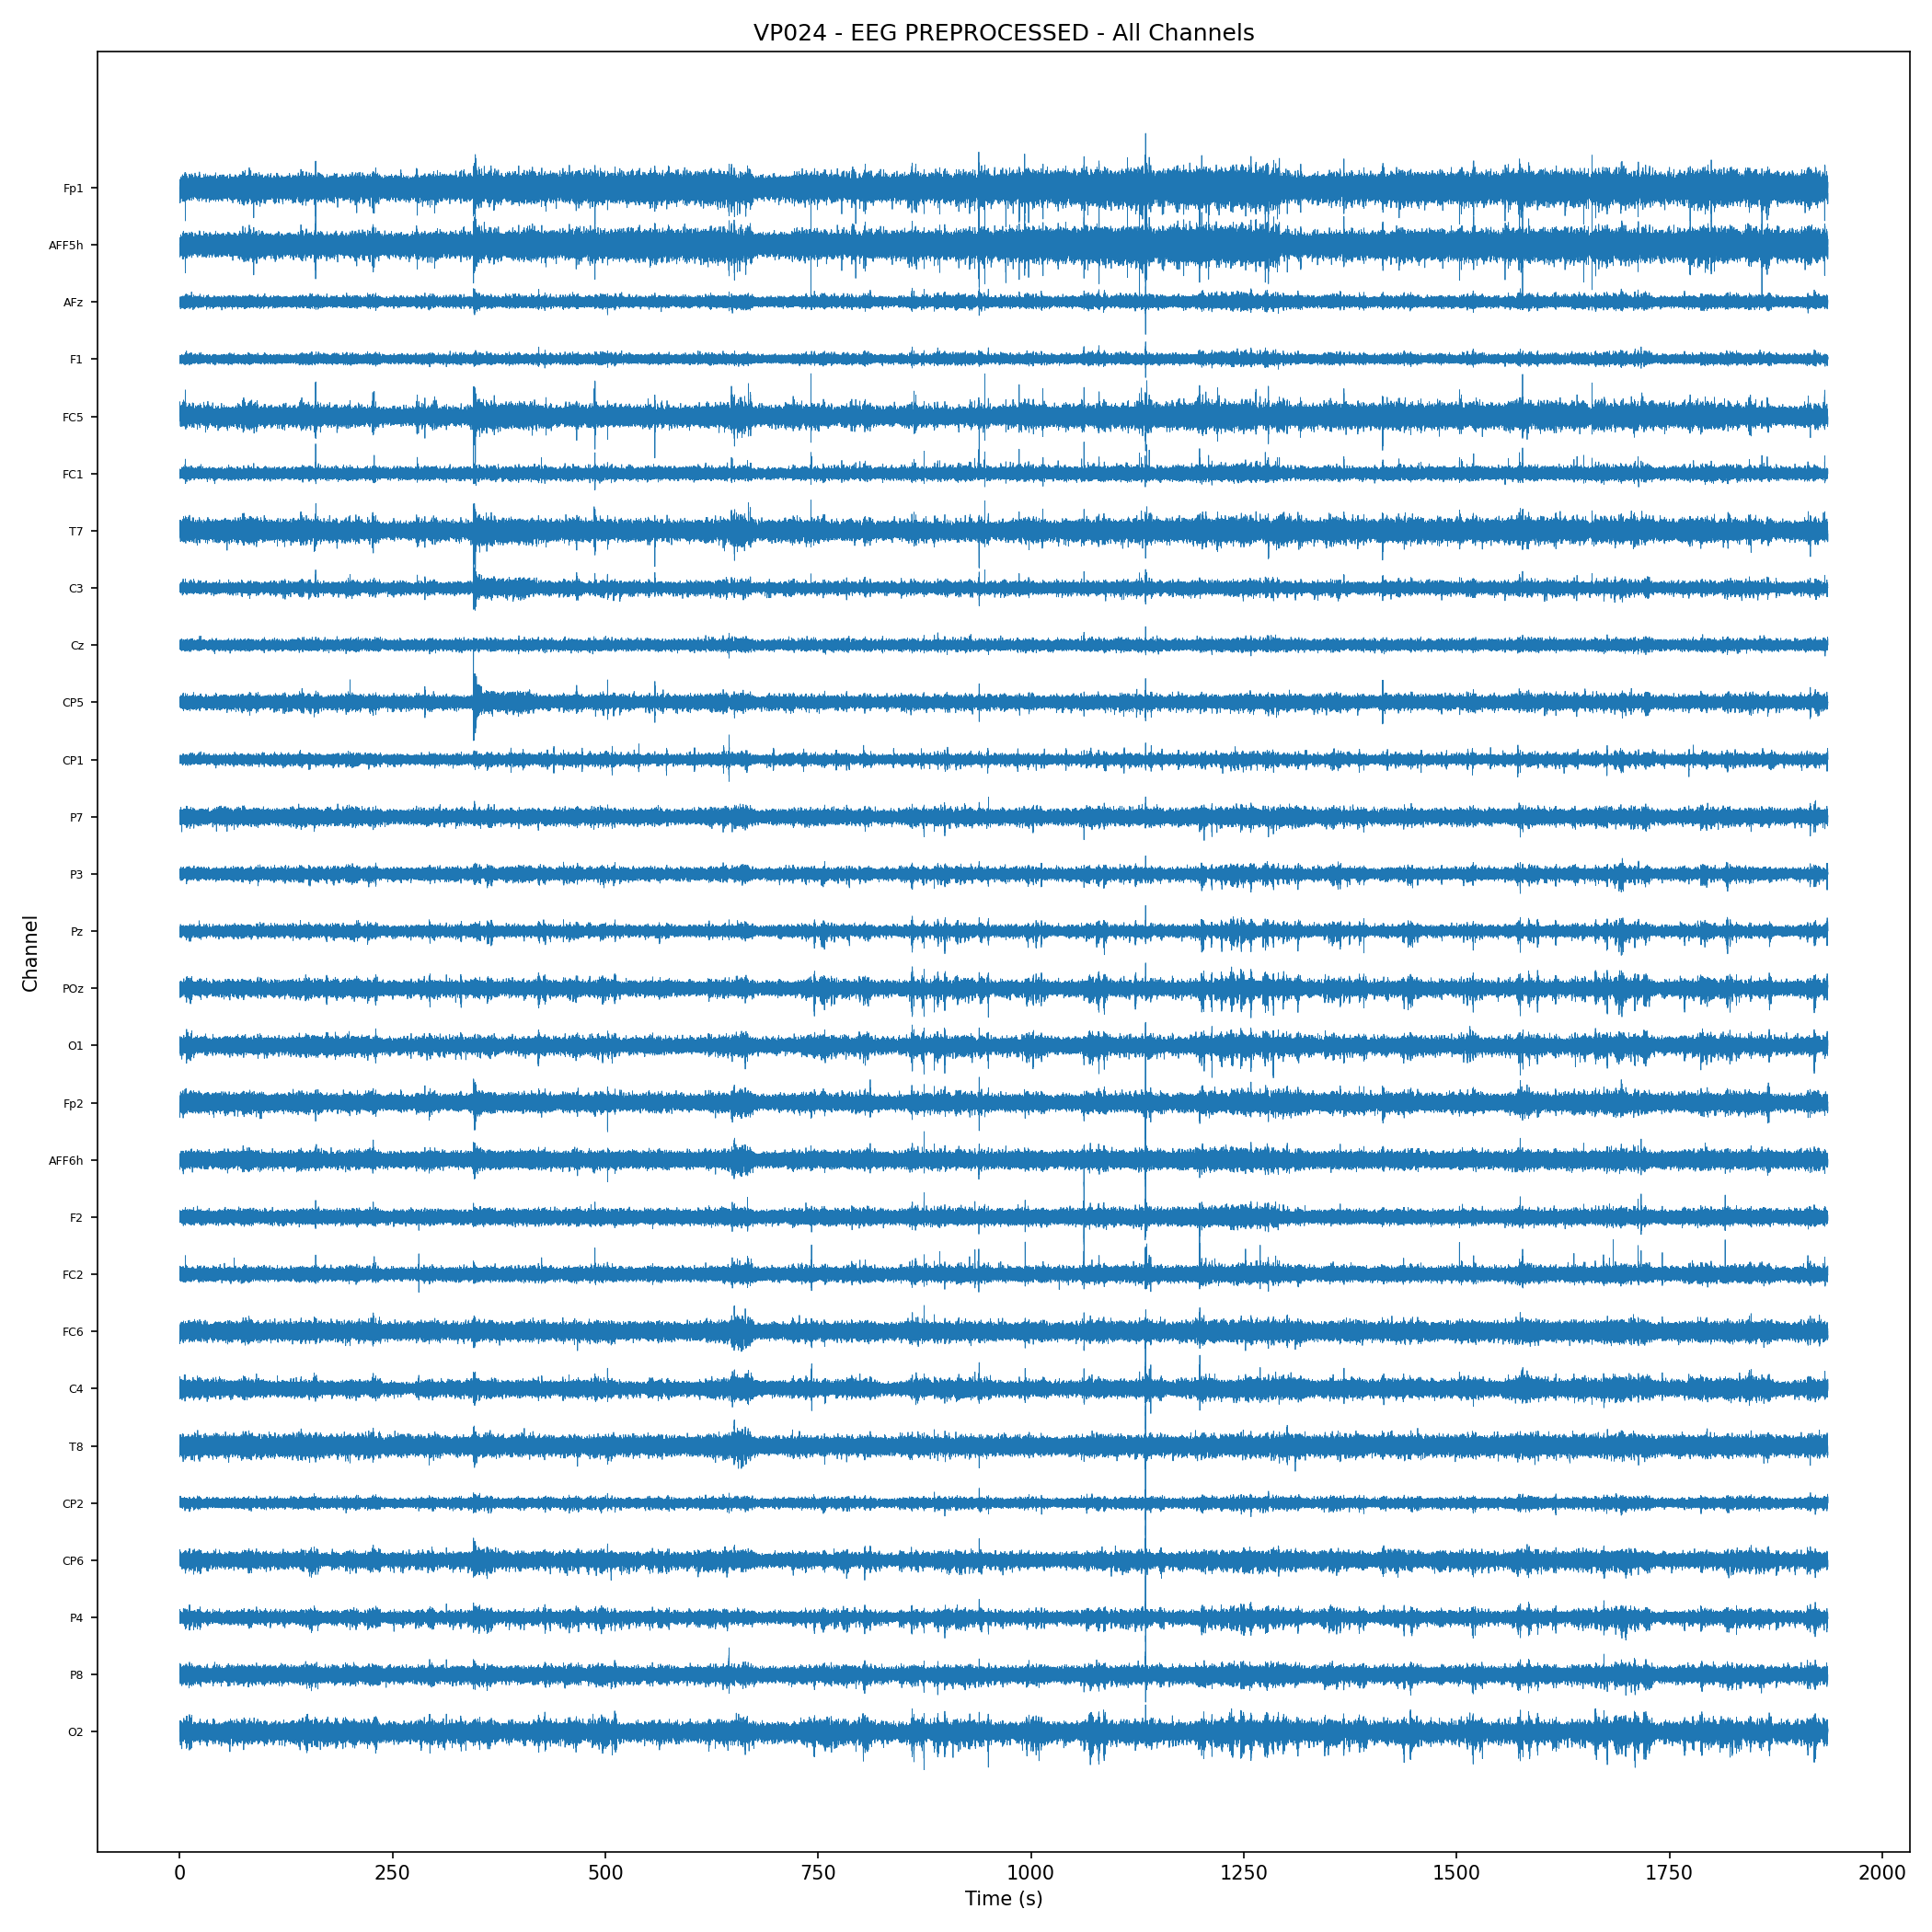 VP024 - EEG PREPROCESSED - All Channels
Fp1
AFF5h
AFz
F1
FC5
FC1
T7
C3
Cz
CP5
CP1
P7
P3
Pz
POz
O1
Fp2
AFF6h
F2
FC2
FC6
C4
T8
CP2
CP6
P4
P8
O2
Channel
0 250 500 750 1000 1250 1500 1750 2000
Time (s)